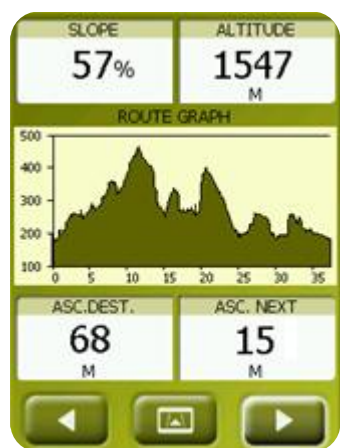 SLOPE ALTITUDE
57% 1547
M
ROUTE GRAPH
500
400
300
200
100
0 5 10 15 20 25 30 35
ASC.DEST. ASC. NEXT
68 15
M M